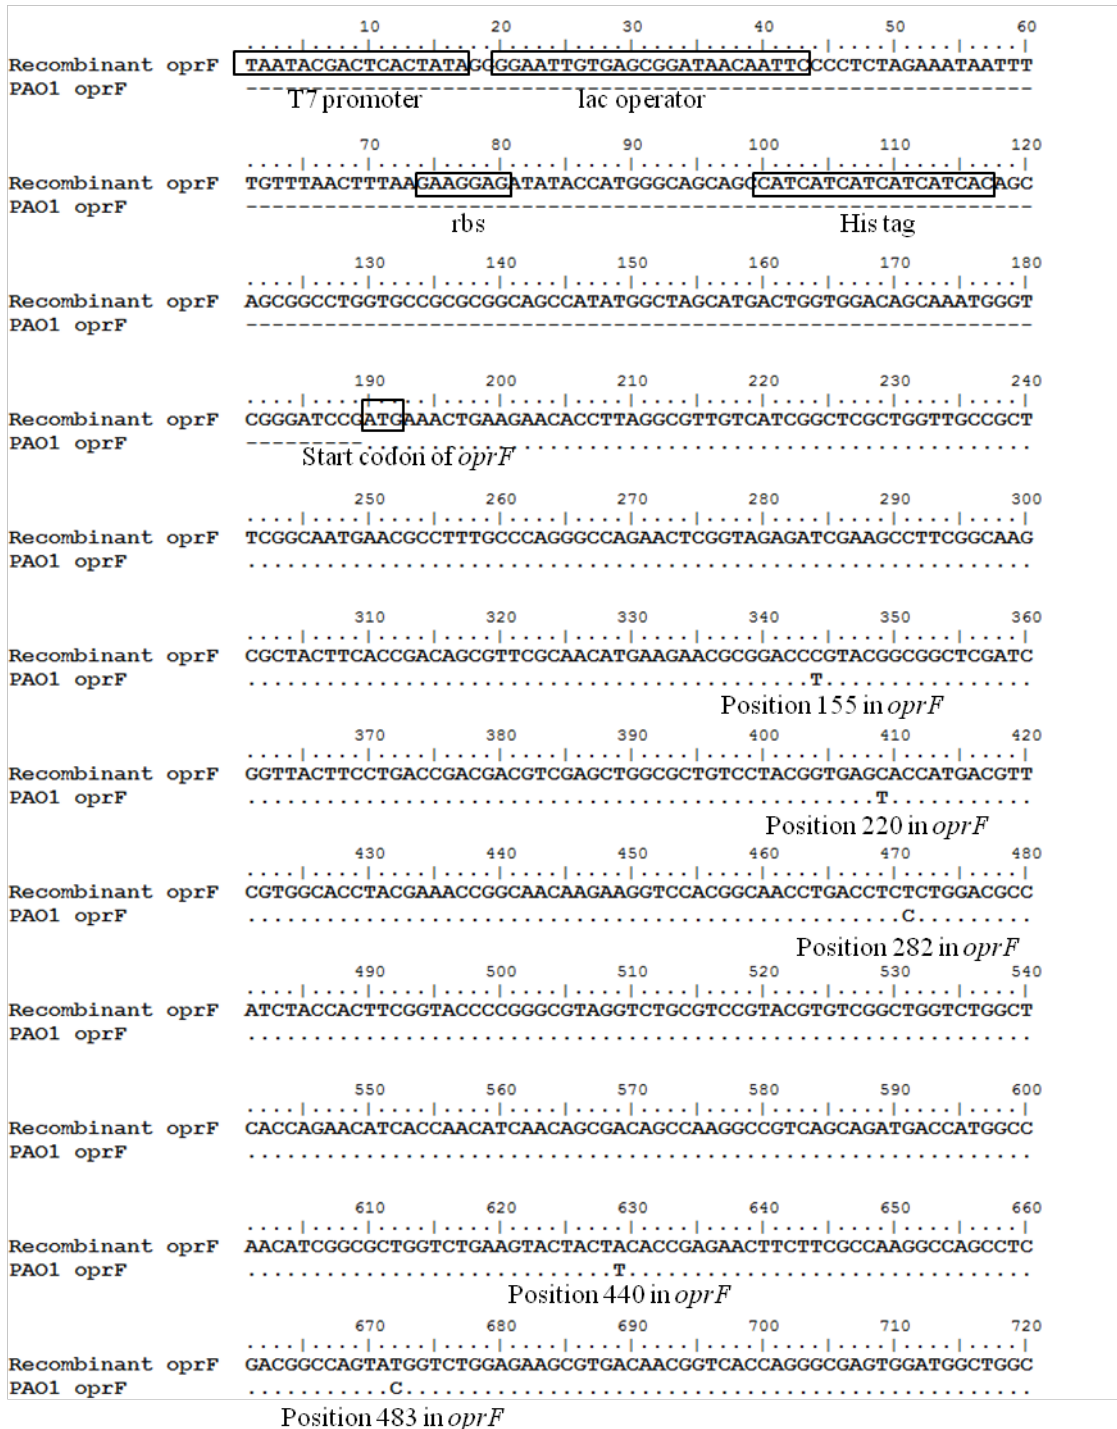 10 20 30 40 50 60
....|....|....|....|....|....|....|....|....|....|....|....|
Recombinant oprF TAATACGACTCACTATAGGGGAATTGTGAGCGGATAACAATTCCCCTCTAGAAATAATTT
PAO1 oprF ------------------------------------------------------------
T7 promoter lac operator
70 80 90 100 110 120
....|....|....|....|....|....|....|....|....|....|....|....|
Recombinant oprF TGTTTAACTTTAAGAAGGAGATATACCATGGGCAGCAGCCATCATCATCATCATCACAGC
PAO1 oprF ------------------------------------------------------------
rbs His tag
130 140 150 160 170 180
....|....|....|....|....|....|....|....|....|....|....|....|
Recombinant oprF AGCGGCCTGGTGCCGCGCGGCAGCCATATGGCTAGCATGACTGGTGGACAGCAAATGGGT
PAO1 oprF ------------------------------------------------------------
190 200 210 220 230 240
....|....|....|....|....|....|....|....|....|....|....|....|
Recombinant oprF CGGGATCCGATGAAACTGAAGAACACCTTAGGCGTTGTCATCGGCTCGCTGGTTGCCGCT
PAO1 oprF ---------...................................................
Start codon of oprF
250 260 270 280 290 300
....|....|....|....|....|....|....|....|....|....|....|....|
Recombinant oprF TCGGCAATGAACGCCTTTGCCCAGGGCCAGAACTCGGTAGAGATCGAAGCCTTCGGCAAG
PAO1 oprF ............................................................
310 320 330 340 350 360
....|....|....|....|....|....|....|....|....|....|....|....|
Recombinant oprF CGCTACTTCACCGACAGCGTTCGCAACATGAAGAACGCGGACCCGTACGGCGGCTCGATC
PAO1 oprF ...........................................T................
Position 155 in oprF
370 380 390 400 410 420
....|....|....|....|....|....|....|....|....|....|....|....|
Recombinant oprF GGTTACTTCCTGACCGACGACGTCGAGCTGGCGCTGTCCTACGGTGAGCACCATGACGTT
PAO1 oprF ................................................T...........
Position 220 in oprF
430 440 450 460 470 480
....|....|....|....|....|....|....|....|....|....|....|....|
Recombinant oprF CGTGGCACCTACGAAACCGGCAACAAGAAGGTCCACGGCAACCTGACCTCTCTGGACGCC
PAO1 oprF ..................................................C.........
Position 282 in oprF
490 500 510 520 530 540
....|....|....|....|....|....|....|....|....|....|....|....|
Recombinant oprF ATCTACCACTTCGGTACCCCGGGCGTAGGTCTGCGTCCGTACGTGTCGGCTGGTCTGGCT
PAO1 oprF ............................................................
550 560 570 580 590 600
....|....|....|....|....|....|....|....|....|....|....|....|
Recombinant oprF CACCAGAACATCACCAACATCAACAGCGACAGCCAAGGCCGTCAGCAGATGACCATGGCC
PAO1 oprF ............................................................
610 620 630 640 650 660
....|....|....|....|....|....|....|....|....|....|....|....|
Recombinant oprF AACATCGGCGCTGGTCTGAAGTACTACTACACCGAGAACTTCTTCGCCAAGGCCAGCCTC
PAO1 oprF ............................T...............................
Position 440 in oprF
670 680 690 700 710 720
....|....|....|....|....|....|....|....|....|....|....|....|
Recombinant oprF GACGGCCAGTATGGTCTGGAGAAGCGTGACAACGGTCACCAGGGCGAGTGGATGGCTGGC
PAO1 oprF ...........C................................................
Position 483 in oprF